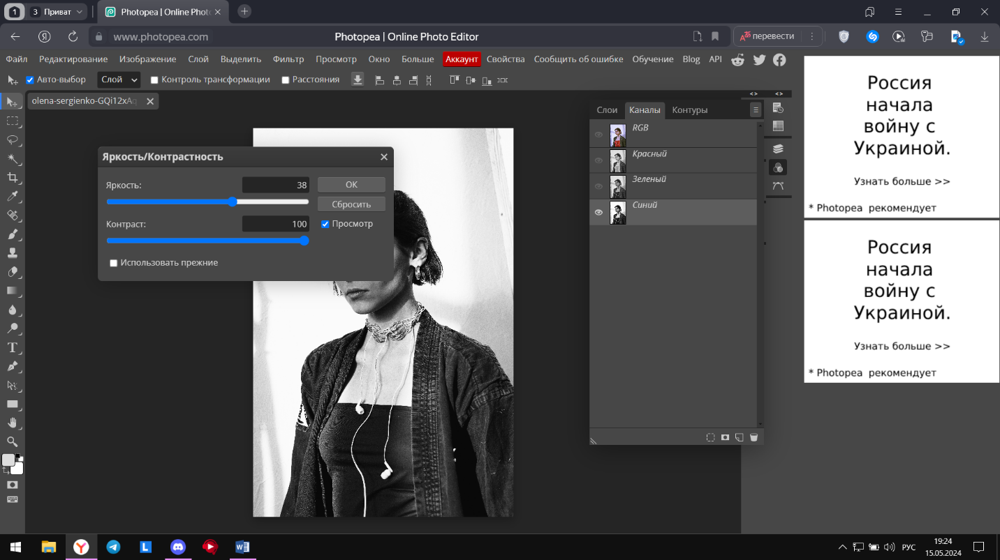 1
3 Приват
Photopea | Online Photo
www.photopea.com
Photopea | Online Photo Editor
перевести
Файл Редактирование Изображение Слой Выделить Фильтр Просмотр Окно Больше Аккаунт Свойства Сообщить об ошибке Обучение Blog API
Авто-выбор Слой Контроль трансформации Расстояния
olena-sergienko-GQi12xAq
Яркость/Контрастность
Яркость: 38 OK
Сбросить
Контраст: 100 Просмотр
Использовать прежние
Слои Каналы Контуры
RGB
Красный
Зеленый
Синий
Россия
начала
войну с
Украиной.
Узнать больше >>
* Photopea рекомендует
Россия
начала
войну с
Украиной.
Узнать больше >>
* Photopea рекомендует
РУС
19:24
15.05.2024